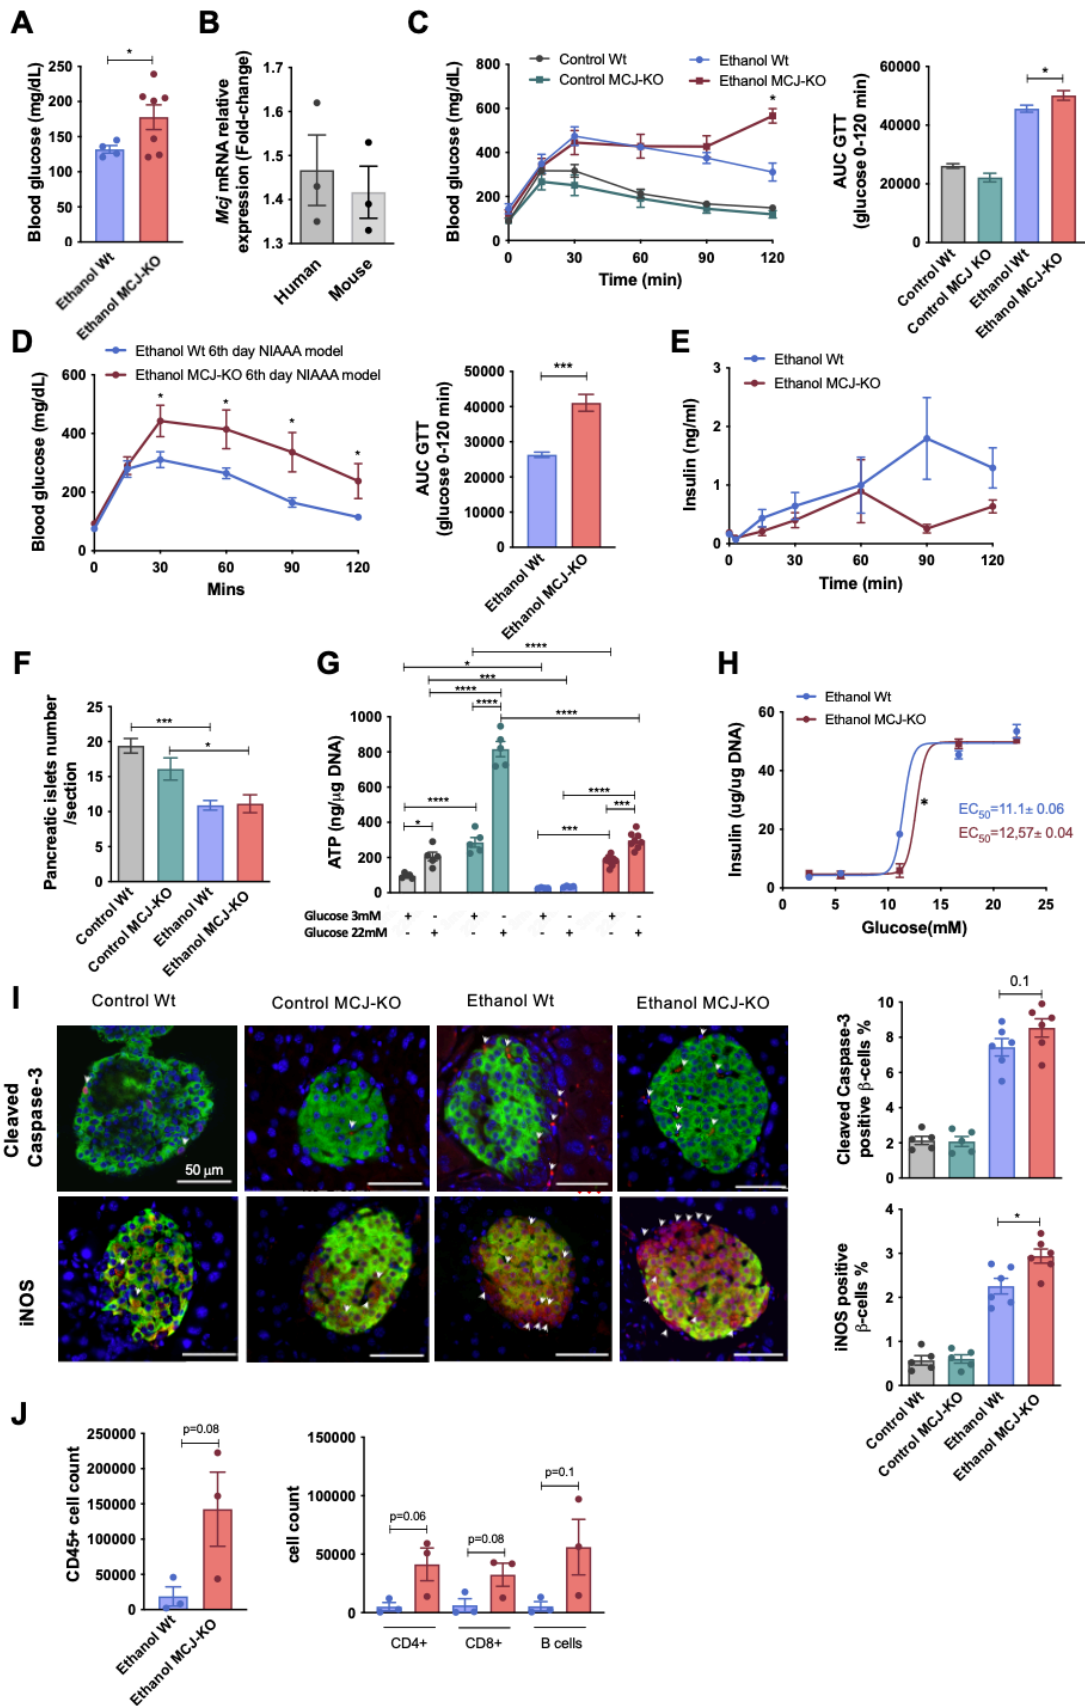 A
Blood glucose (mg/dL)
250
200
150
100
50
0
*
Ethanol Wt
Ethanol MCJ-KO
B
Mcj mRNA relative
expression (Fold-change)
1.7
1.6
1.5
1.4
1.3
Human
Mouse
C
Control Wt
Control MCJ-KO
Ethanol Wt
Ethanol MCJ-KO
Blood glucose (mg/dL)
800
600
400
200
0
*
0 30 60 90 120
Time (min)
AUC GTT
(glucose 0-120 min)
60000
40000
20000
0
*
Control Wt
Control MCJ KO
Ethanol Wt
Ethanol MCJ-KO
D
Ethanol Wt 6th day NIAAA model
Ethanol MCJ-KO 6th day NIAAA model
Blood glucose (mg/dL)
600
400
200
0
* * * *
0 30 60 90 120
Mins
AUC GTT
(glucose 0-120 min)
50000
40000
30000
20000
10000
0
***
Ethanol Wt
Ethanol MCJ-KO
E
Ethanol Wt
Ethanol MCJ-KO
Insulin (ng/ml)
3
2
1
0
0 30 60 90 120
Time (min)
F
Pancreatic islets number
/section
25
20
15
10
5
0
***
*
Control Wt
Control MCJ-KO
Ethanol Wt
Ethanol MCJ-KO
G
ATP (ng/µg DNA)
1000
800
600
400
200
0
****
*
***
****
****
****
****
*
****
***
***
Glucose 3mM + - + - + - + -
Glucose 22mM - + - + - + - +
H
Ethanol Wt
Ethanol MCJ-KO
Insulin (ug/ug DNA)
60
40
20
0
*
EC50=11.1± 0.06
EC50=12,57± 0.04
0 5 10 15 20 25
Glucose(mM)
I
Control Wt
Control MCJ-KO
Ethanol Wt
Ethanol MCJ-KO
Cleaved
Caspase-3
50 µm
iNOS
Cleaved Caspase-3
positive β-cells %
10
8
6
4
2
0
0.1
iNOS positive
β-cells %
4
3
2
1
0
*
Control Wt
Control MCJ-KO
Ethanol Wt
Ethanol MCJ-KO
J
CD45+ cell count
250000
200000
150000
100000
50000
0
p=0.08
Ethanol Wt
Ethanol MCJ-KO
cell count
150000
100000
50000
0
p=0.06
p=0.08
p=0.1
CD4+
CD8+
B cells